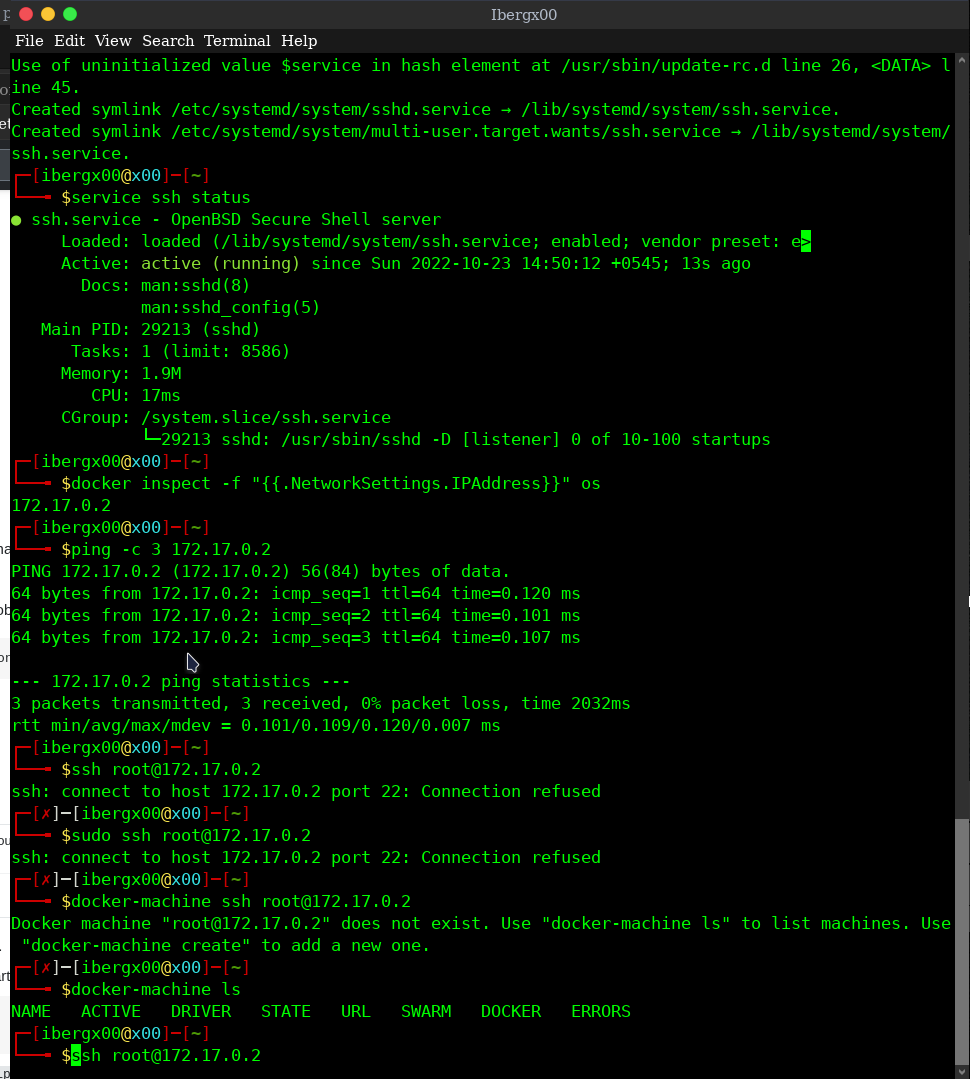 Ibergx00
File Edit View Search Terminal Help
Use of uninitialized value $service in hash element at /usr/sbin/update-rc.d line 26, <DATA> l
ine 45.
Created symlink /etc/systemd/system/sshd.service → /lib/systemd/system/ssh.service.
Created symlink /etc/systemd/system/multi-user.target.wants/ssh.service → /lib/systemd/system/
ssh.service.
┌─[ibergx00@x00]─[~]
└──╼ $service ssh status
● ssh.service - OpenBSD Secure Shell server
     Loaded: loaded (/lib/systemd/system/ssh.service; enabled; vendor preset: e>
     Active: active (running) since Sun 2022-10-23 14:50:12 +0545; 13s ago
       Docs: man:sshd(8)
             man:sshd_config(5)
   Main PID: 29213 (sshd)
      Tasks: 1 (limit: 8586)
     Memory: 1.9M
        CPU: 17ms
     CGroup: /system.slice/ssh.service
             └─29213 sshd: /usr/sbin/sshd -D [listener] 0 of 10-100 startups
┌─[ibergx00@x00]─[~]
└──╼ $docker inspect -f "{{.NetworkSettings.IPAddress}}" os
172.17.0.2
┌─[ibergx00@x00]─[~]
└──╼ $ping -c 3 172.17.0.2
PING 172.17.0.2 (172.17.0.2) 56(84) bytes of data.
64 bytes from 172.17.0.2: icmp_seq=1 ttl=64 time=0.120 ms
64 bytes from 172.17.0.2: icmp_seq=2 ttl=64 time=0.101 ms
64 bytes from 172.17.0.2: icmp_seq=3 ttl=64 time=0.107 ms
--- 172.17.0.2 ping statistics ---
3 packets transmitted, 3 received, 0% packet loss, time 2032ms
rtt min/avg/max/mdev = 0.101/0.109/0.120/0.007 ms
┌─[ibergx00@x00]─[~]
└──╼ $ssh root@172.17.0.2
ssh: connect to host 172.17.0.2 port 22: Connection refused
┌─[✗]─[ibergx00@x00]─[~]
└──╼ $sudo ssh root@172.17.0.2
ssh: connect to host 172.17.0.2 port 22: Connection refused
┌─[✗]─[ibergx00@x00]─[~]
└──╼ $docker-machine ssh root@172.17.0.2
Docker machine "root@172.17.0.2" does not exist. Use "docker-machine ls" to list machines. Use
 "docker-machine create" to add a new one.
┌─[✗]─[ibergx00@x00]─[~]
└──╼ $docker-machine ls
NAME   ACTIVE   DRIVER   STATE   URL   SWARM   DOCKER   ERRORS
┌─[ibergx00@x00]─[~]
└──╼ $ssh root@172.17.0.2